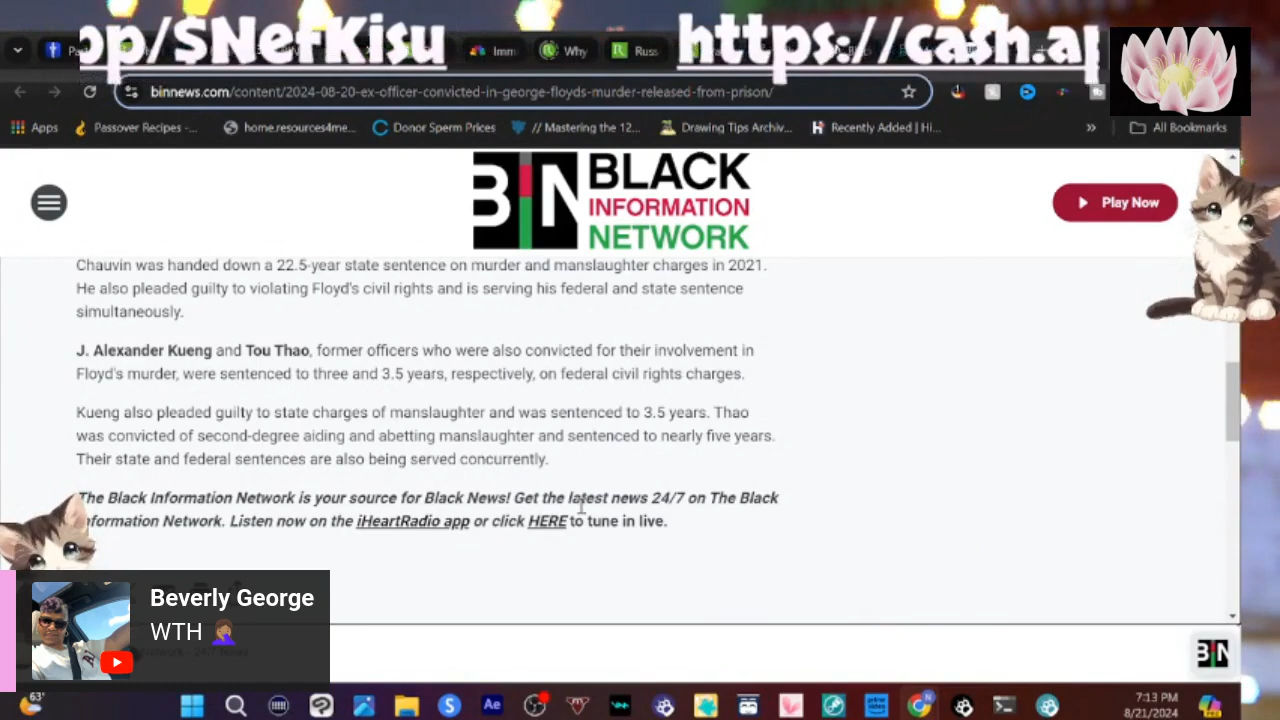 op/$NefKisu
https://cash.ap
Imm
Why
Russ
binnews.com/content/2024-08-20-ex-officer-convicted-in-george-floyds-murder-released-from-prison/
Apps
Passover Recipes -...
home.resources4me...
Donor Sperm Prices
// Mastering the 12...
Drawing Tips Archiv...
Recently Added | Hi...
»
All Bookmarks
BIN
BLACK
INFORMATION
NETWORK
Play Now
Chauvin was handed down a 22.5-year state sentence on murder and manslaughter charges in 2021.
He also pleaded guilty to violating Floyd's civil rights and is serving his federal and state sentence
simultaneously.
J. Alexander Kueng and Tou Thao, former officers who were also convicted for their involvement in
Floyd's murder, were sentenced to three and 3.5 years, respectively, on federal civil rights charges.
Kueng also pleaded guilty to state charges of manslaughter and was sentenced to 3.5 years. Thao
was convicted of second-degree aiding and abetting manslaughter and sentenced to nearly five years.
Their state and federal sentences are also being served concurrently.
The Black Information Network is your source for Black News! Get the latest news 24/7 on The Black
Information Network. Listen now on the iHeartRadio app or click HERE to tune in live.
Beverly George
WTH 🤦🏽‍♀️
BIN
63°
7:13 PM
8/21/2024